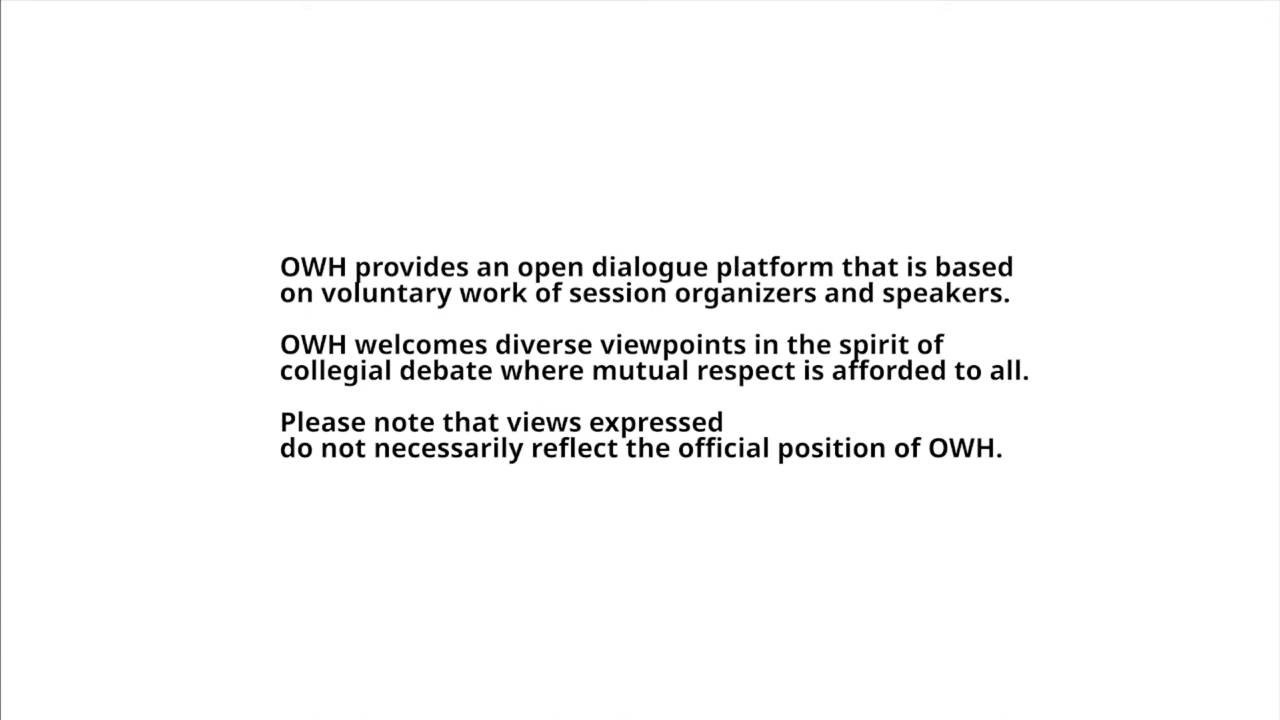 OWH provides an open dialogue platform that is based
on voluntary work of session organizers and speakers.
OWH welcomes diverse viewpoints in the spirit of
collegial debate where mutual respect is afforded to all.
Please note that views expressed
do not necessarily reflect the official position of OWH.